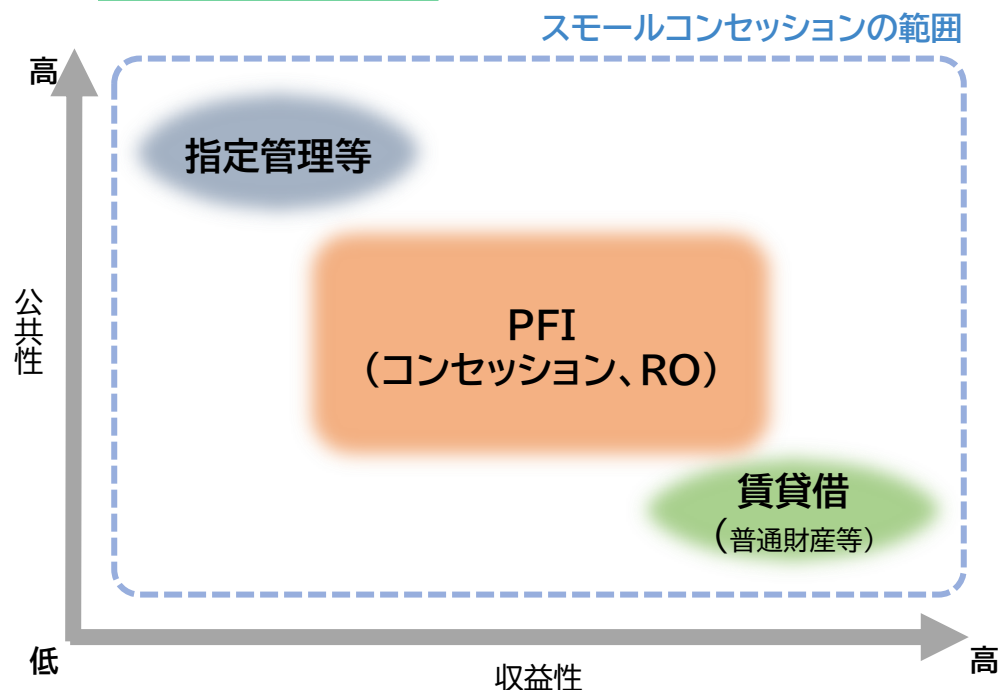 スモールコンセッションの範囲
高
指定管理等
公共性
PFI
（コンセッション、RO）
賃貸借
（普通財産等）
低
収益性
高